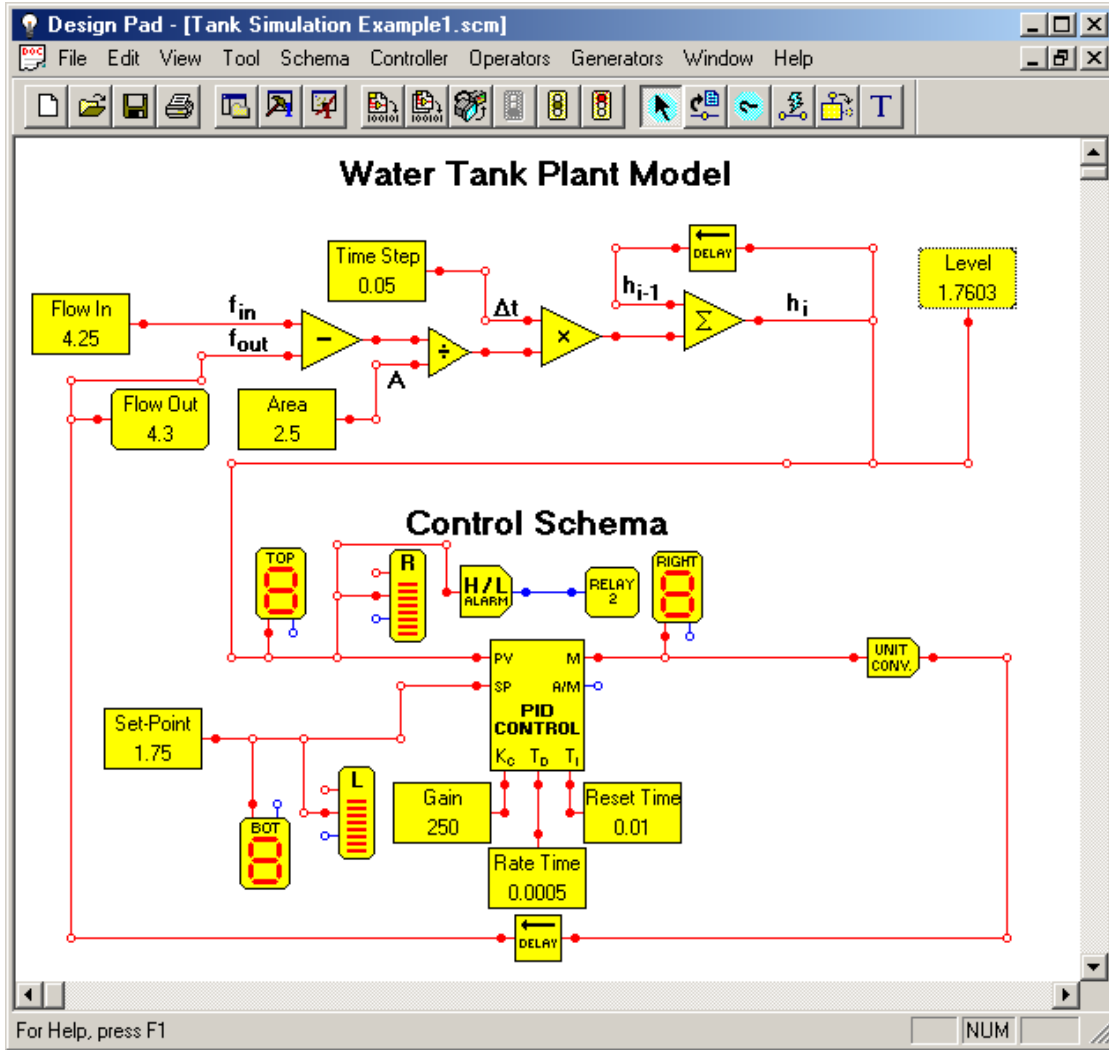 Design Pad - [Tank Simulation Example1.scm]
File Edit View Tool Schema Controller Operators Generators Window Help
T
Water Tank Plant Model
DELAY
Time Step
0.05
Level
1.7603
Flow In
4.25
fin
fout
Δt
hi-1
hi
−
÷
×
Σ
A
Flow Out
4.3
Area
2.5
Control Schema
TOP
8
R
H/L
ALARM
RELAY
2
RIGHT
8
PV M
SP A/M
PID
CONTROL
KC TD TI
UNIT
CONV.
Set-Point
1.75
L
BOT
8
Gain
250
Reset Time
0.01
Rate Time
0.0005
DELAY
For Help, press F1
NUM